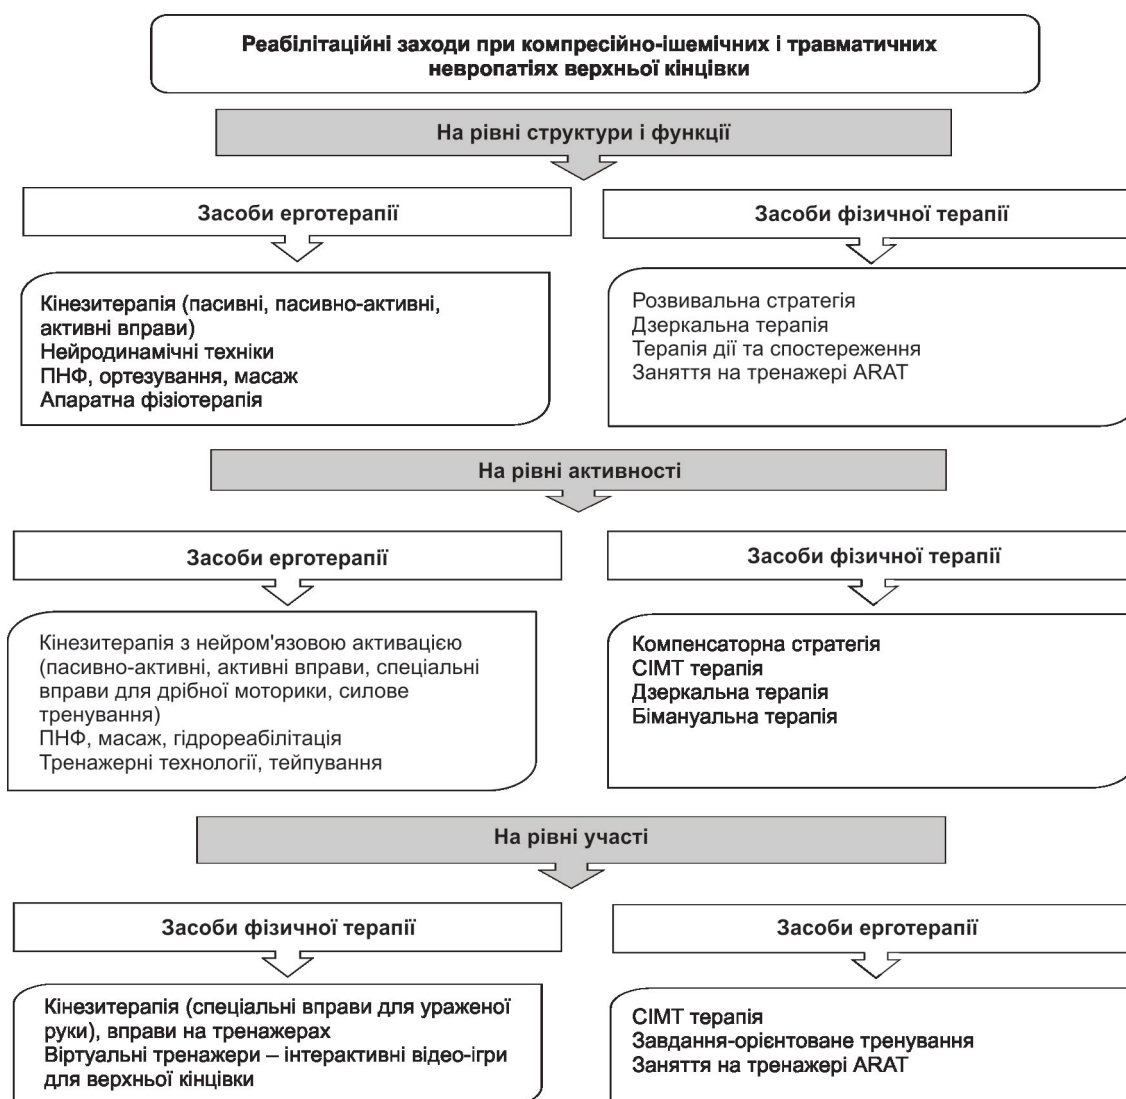 Реабілітаційні заходи при компресійно-ішемічних і травматичних
невропатіях верхньої кінцівки
На рівні структури і функції
Засоби ерготерапії
Кінезитерапія (пасивні, пасивно-активні,
активні вправи)
Нейродинамічні техніки
ПНФ, ортезування, масаж
Апаратна фізіотерапія
Засоби фізичної терапії
Розвивальна стратегія
Дзеркальна терапія
Терапія дії та спостереження
Заняття на тренажері ARAT
На рівні активності
Засоби ерготерапії
Кінезитерапія з нейром'язовою активацією
(пасивно-активні, активні вправи, спеціальні
вправи для дрібної моторики, силове
тренування)
ПНФ, масаж, гідрореабілітація
Тренажерні технології, тейпування
Засоби фізичної терапії
Компенсаторна стратегія
СІМТ терапія
Дзеркальна терапія
Бімануальна терапія
На рівні участі
Засоби фізичної терапії
Кінезитерапія (спеціальні вправи для ураженої
руки), вправи на тренажерах
Віртуальні тренажери – інтерактивні відео-ігри
для верхньої кінцівки
Засоби ерготерапії
СІМТ терапія
Завдання-орієнтоване тренування
Заняття на тренажері ARAT